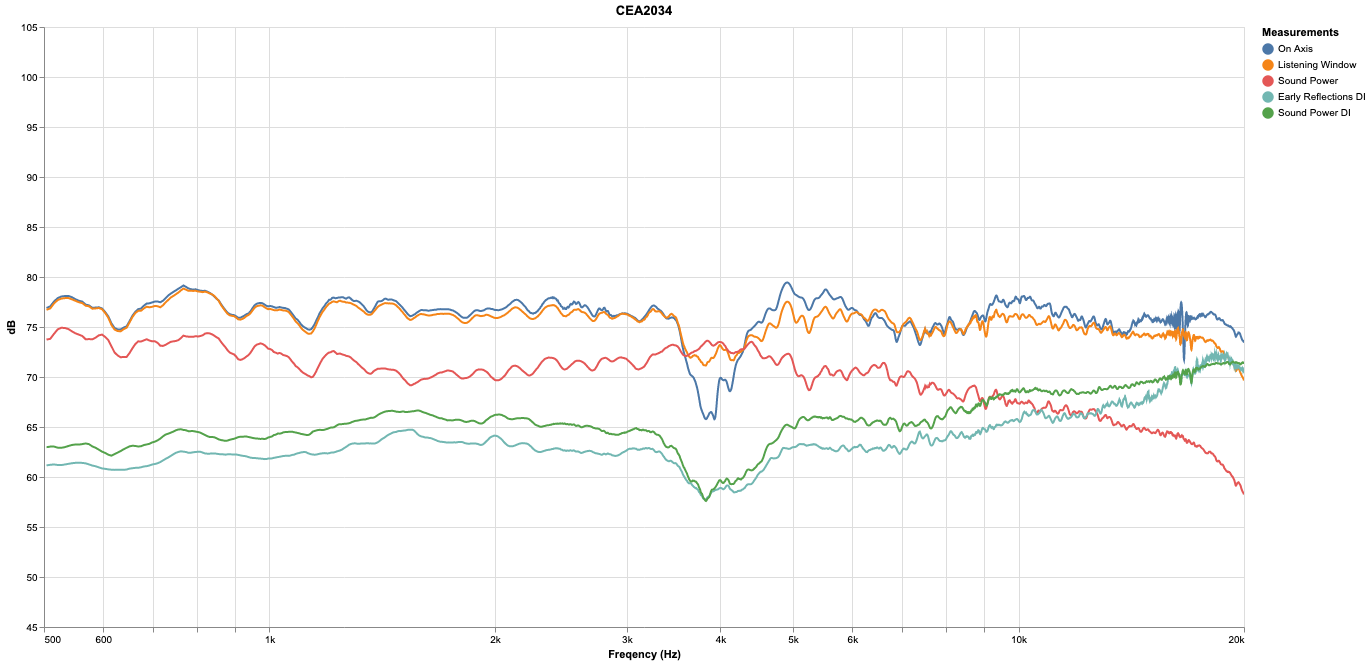 CEA2034
105
100
95
90
85
80
75
70
65
60
55
50
45
dB
500
600
1k
2k
3k
4k
5k
6k
10k
20k
Freqency (Hz)
Measurements
On Axis
Listening Window
Sound Power
Early Reflections DI
Sound Power DI